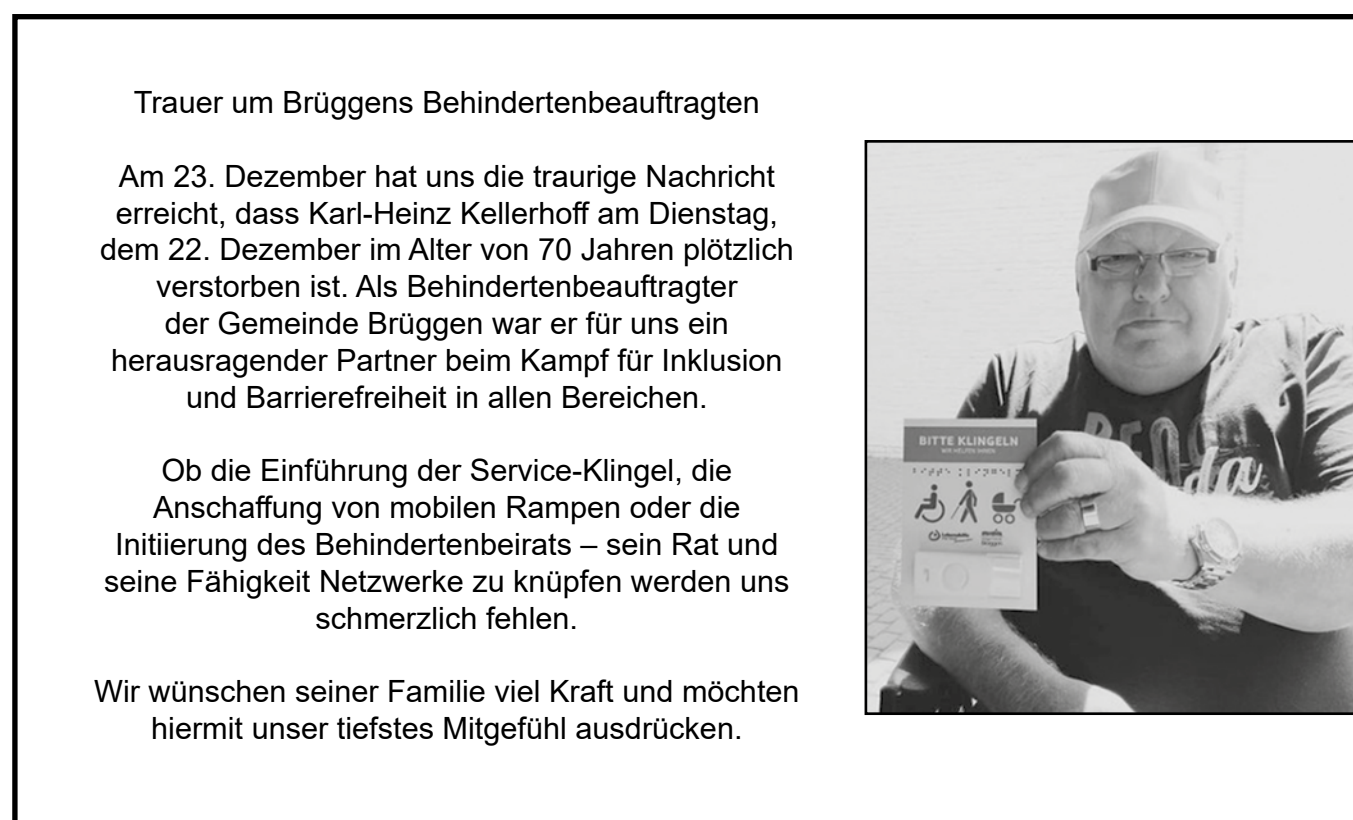 Trauer um Brüggens Behindertenbeauftragten
Am 23. Dezember hat uns die traurige Nachricht
erreicht, dass Karl-Heinz Kellerhoff am Dienstag,
dem 22. Dezember im Alter von 70 Jahren plötzlich
verstorben ist. Als Behindertenbeauftragter
der Gemeinde Brüggen war er für uns ein
herausragender Partner beim Kampf für Inklusion
und Barrierefreiheit in allen Bereichen.
Ob die Einführung der Service-Klingel, die
Anschaffung von mobilen Rampen oder die
Initiierung des Behindertenbeirats – sein Rat und
seine Fähigkeit Netzwerke zu knüpfen werden uns
schmerzlich fehlen.
Wir wünschen seiner Familie viel Kraft und möchten
hiermit unser tiefstes Mitgefühl ausdrücken.
BITTE KLINGELN
WIR HELFEN IHNEN